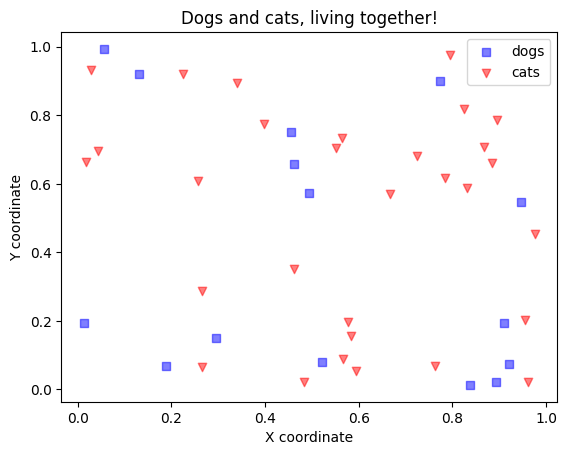 Dogs and cats, living together!
dogs
cats
1.0
0.8
0.6
0.4
0.2
0.0
Y coordinate
0.0 0.2 0.4 0.6 0.8 1.0
X coordinate